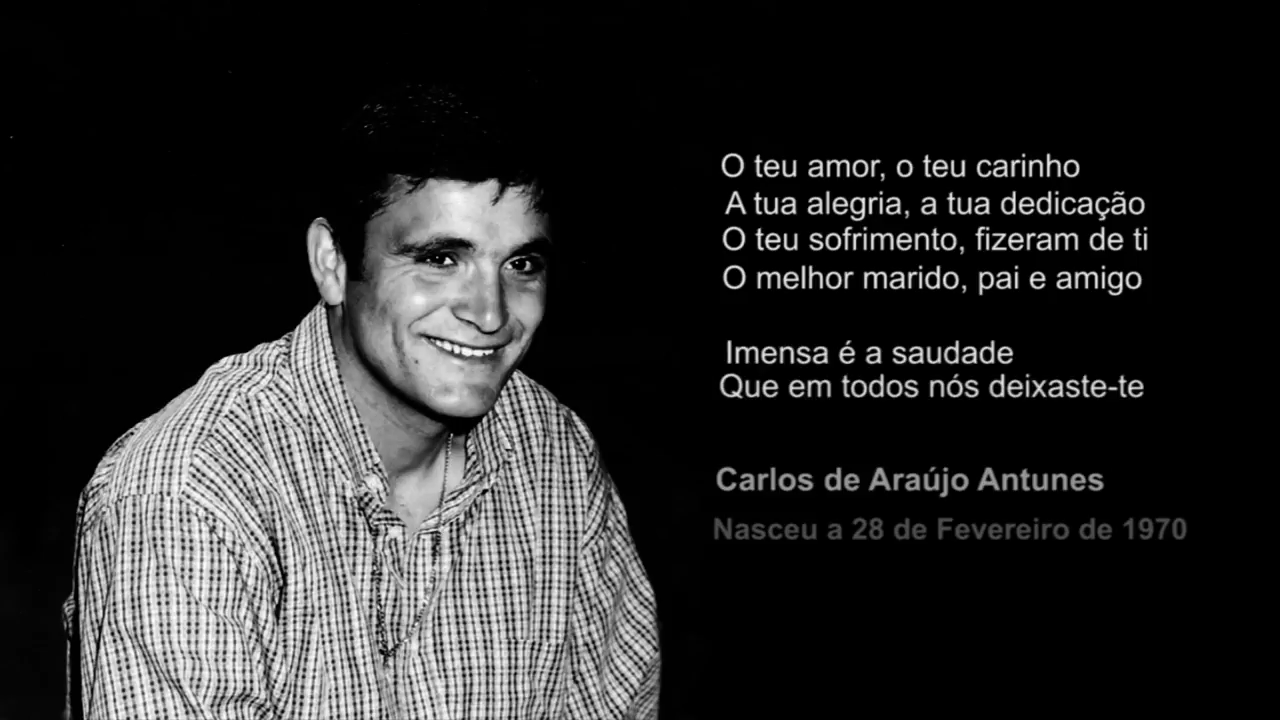 O teu amor, o teu carinho
A tua alegria, a tua dedicação
O teu sofrimento, fizeram de ti
O melhor marido, pai e amigo
Imensa é a saudade
Que em todos nós deixaste-te
Carlos de Araújo Antunes
Nasceu a 28 de Fevereiro de 1970